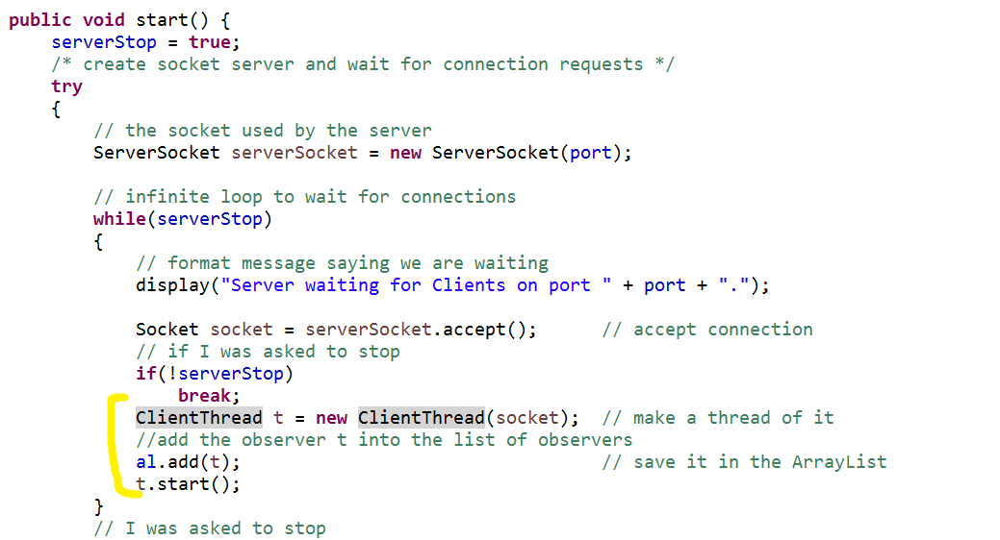 public void start() {
serverStop = true;
/* create socket server and wait for connection requests */
try
{
// the socket used by the server
ServerSocket serverSocket = new ServerSocket(port);
// infinite loop to wait for connections
while(serverStop)
{
// format message saying we are waiting
display("Server waiting for Clients on port " + port + ".");
Socket socket = serverSocket.accept(); // accept connection
// if I was asked to stop
if(!serverStop)
break;
ClientThread t = new ClientThread(socket); // make a thread of it
//add the observer t into the list of observers
al.add(t); // save it in the ArrayList
t.start();
}
// I was asked to stop